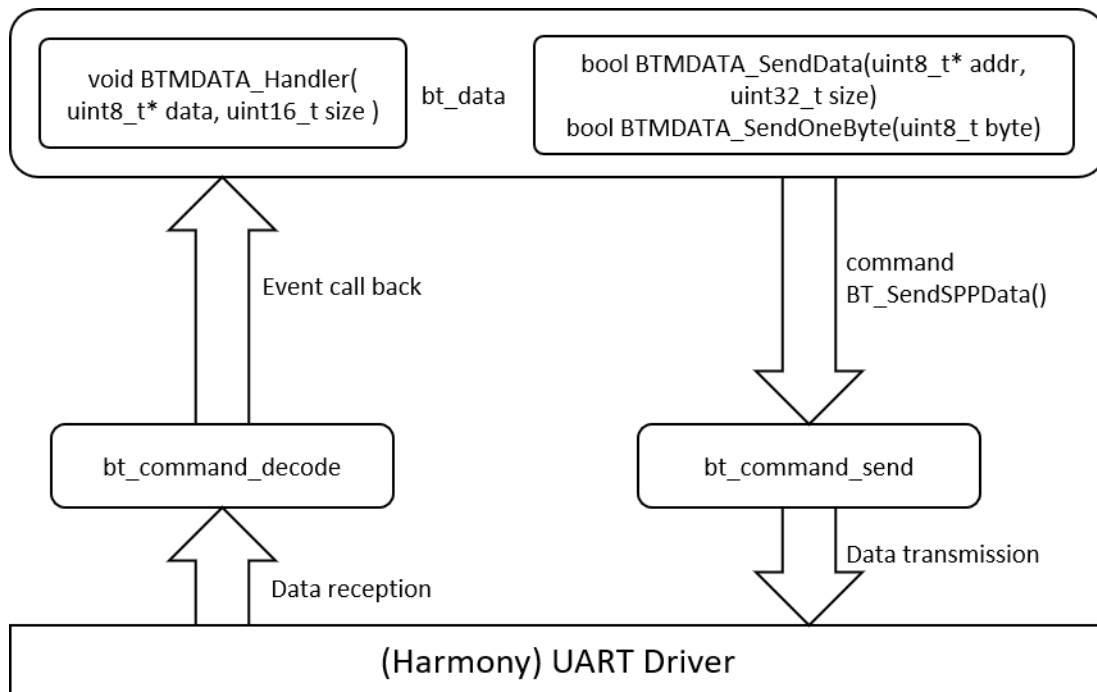 void BTMDATA_Handler(
uint8_t* data, uint16_t size )
bt_data
bool BTMDATA_SendData(uint8_t* addr,
uint32_t size)
bool BTMDATA_SendOneByte(uint8_t byte)
Event call back
command
BT_SendSPPData()
bt_command_decode
bt_command_send
Data reception
Data transmission
(Harmony) UART Driver